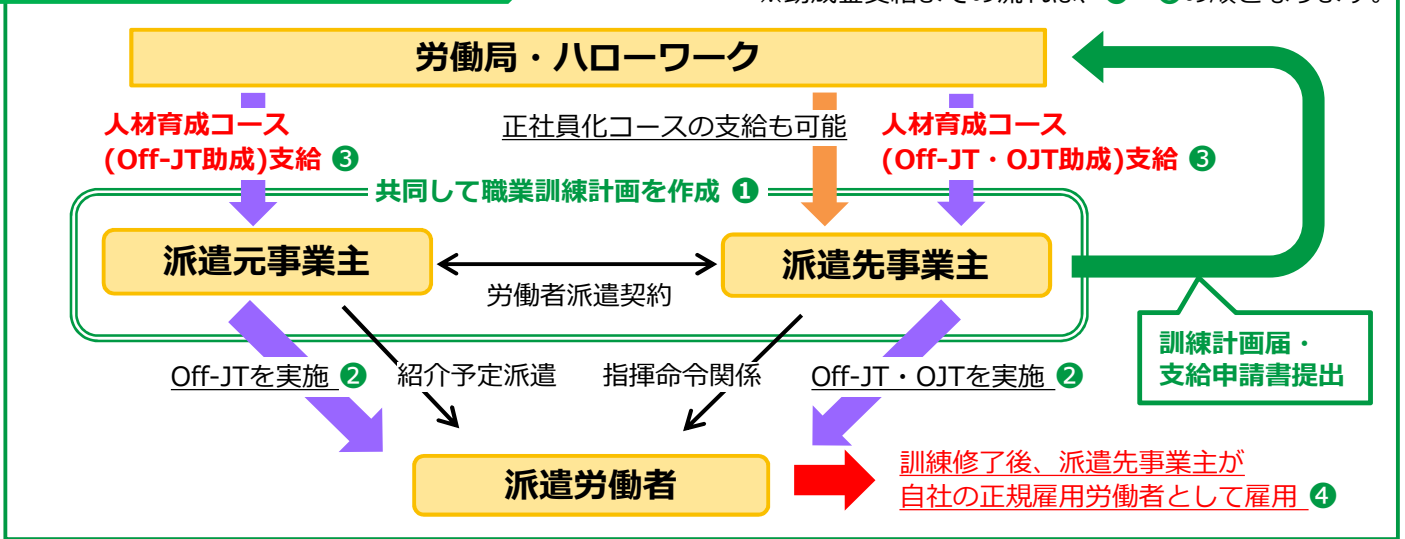 労働局・ハローワーク
人材育成コース
(Off-JT助成)支給 ❸
正社員化コースの支給も可能
人材育成コース
(Off-JT・OJT助成)支給 ❸
共同して職業訓練計画を作成 ❶
派遣元事業主
派遣先事業主
労働者派遣契約
訓練計画届・
支給申請書提出
Off-JTを実施 ❷
紹介予定派遣
指揮命令関係
Off-JT・OJTを実施 ❷
派遣労働者
訓練修了後、派遣先事業主が
自社の正規雇用労働者として雇用 ❹